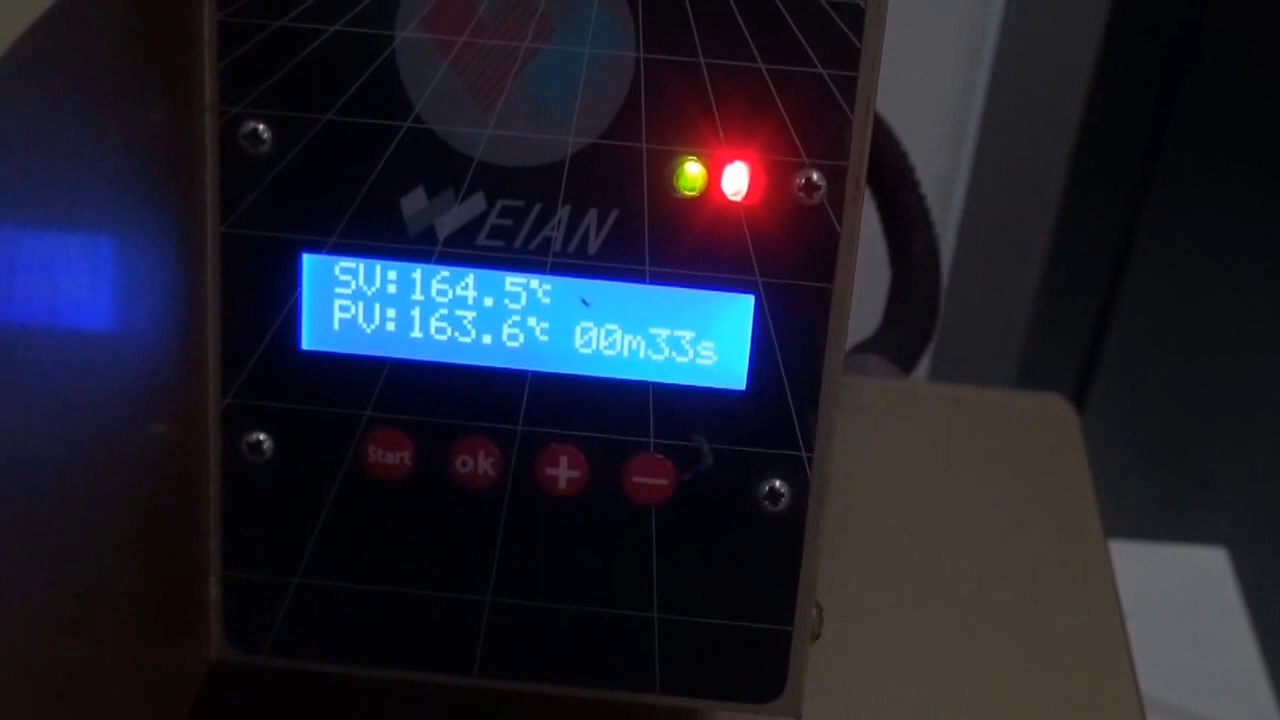 WEIAN
SV:164.5℃
PV:163.6℃ 00m33s
Start ok + −